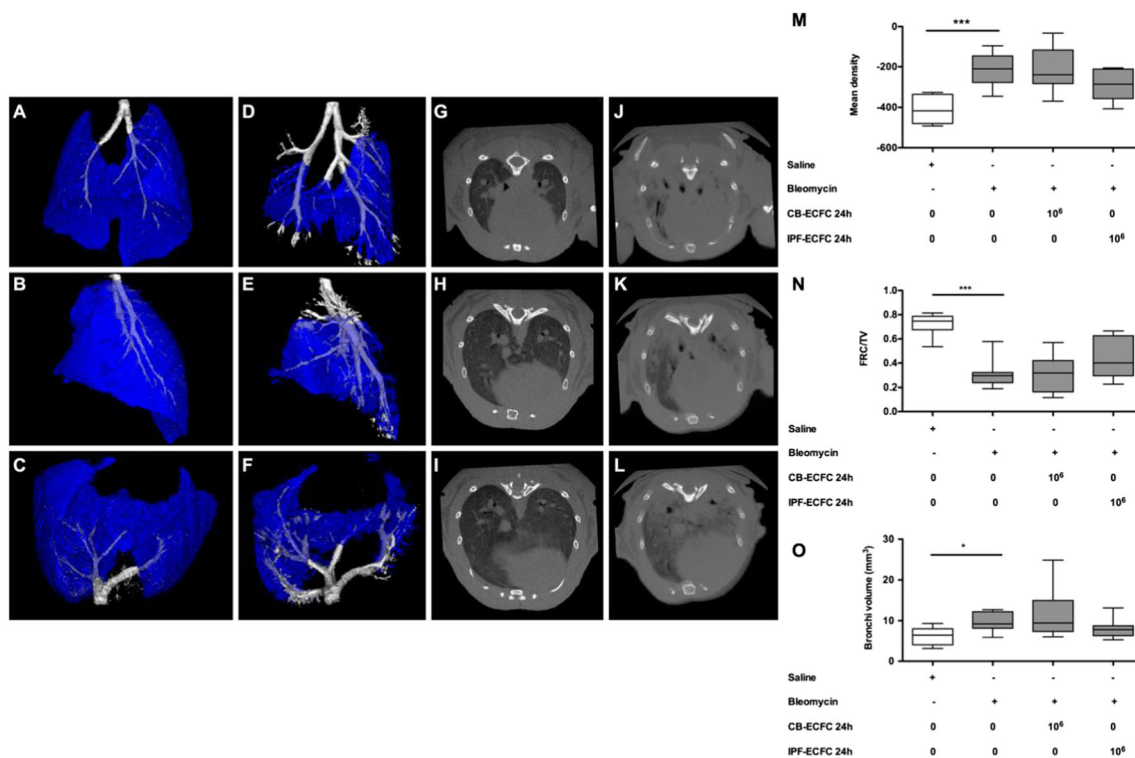 A
D
G
J
B
E
H
K
C
F
I
L
M
***
Mean density
0
-200
-400
-600
Saline + - - -
Bleomycin - + + +
CB-ECFC 24h 0 0 10⁶ 0
IPF-ECFC 24h 0 0 0 10⁶
N
***
FRC/TV
1.0
0.8
0.6
0.4
0.2
0.0
Saline + - - -
Bleomycin - + + +
CB-ECFC 24h 0 0 10⁶ 0
IPF-ECFC 24h 0 0 0 10⁶
O
*
Bronchi volume (mm³)
30
20
10
0
Saline + - - -
Bleomycin - + + +
CB-ECFC 24h 0 0 10⁶ 0
IPF-ECFC 24h 0 0 0 10⁶